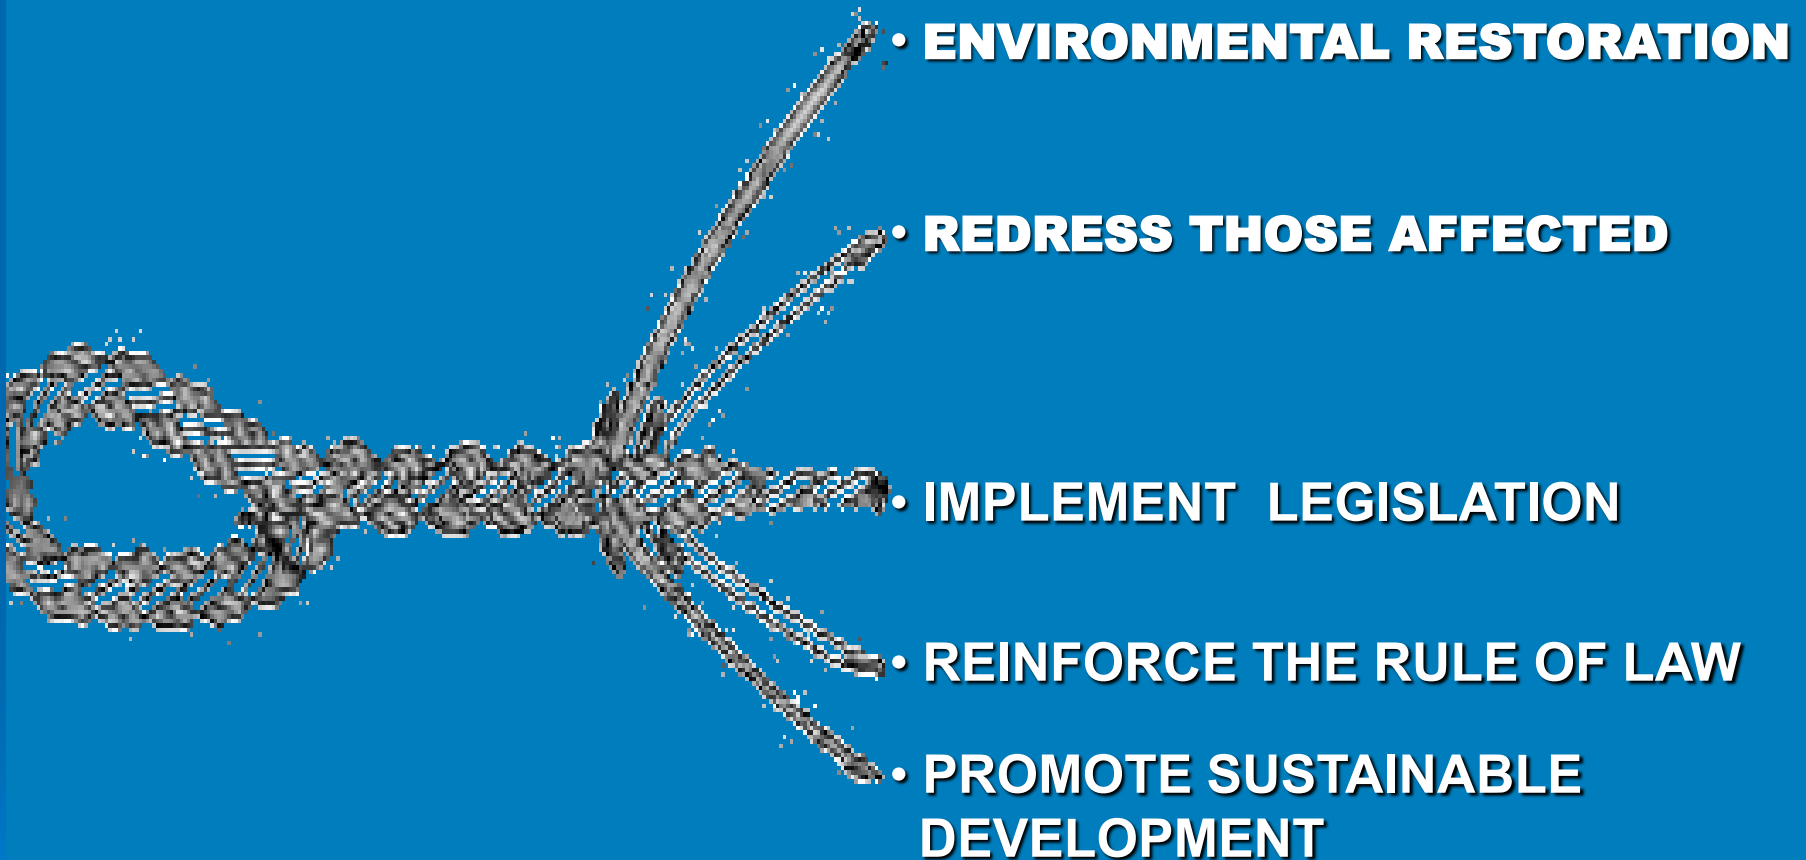 • ENVIRONMENTAL RESTORATION
• REDRESS THOSE AFFECTED
• IMPLEMENT  LEGISLATION
• REINFORCE THE RULE OF LAW
• PROMOTE SUSTAINABLE
DEVELOPMENT